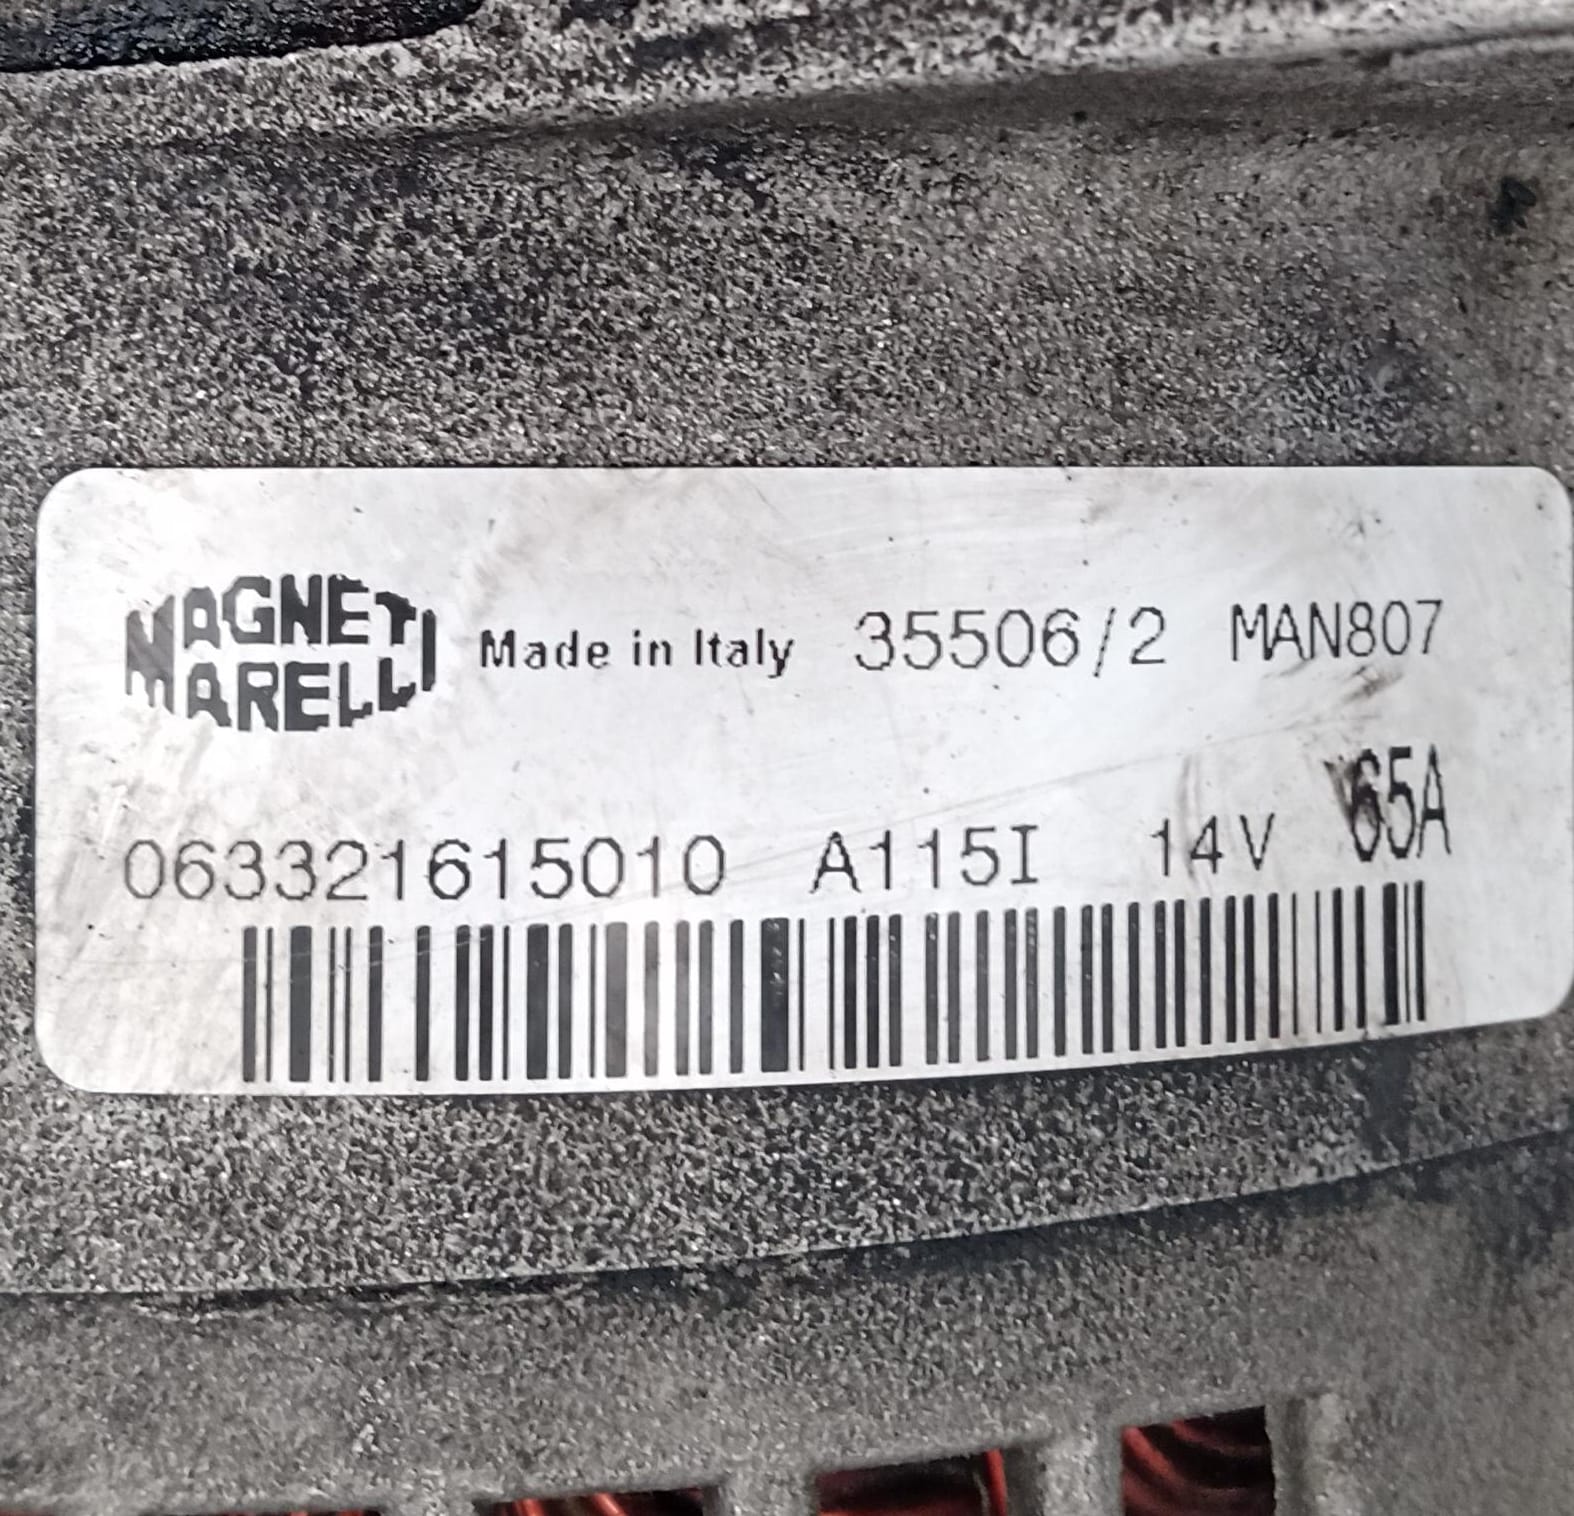 MAGNETI
MARELLI
Made in Italy 35506/2 MAN807
063321615010 A115I 14V 65A